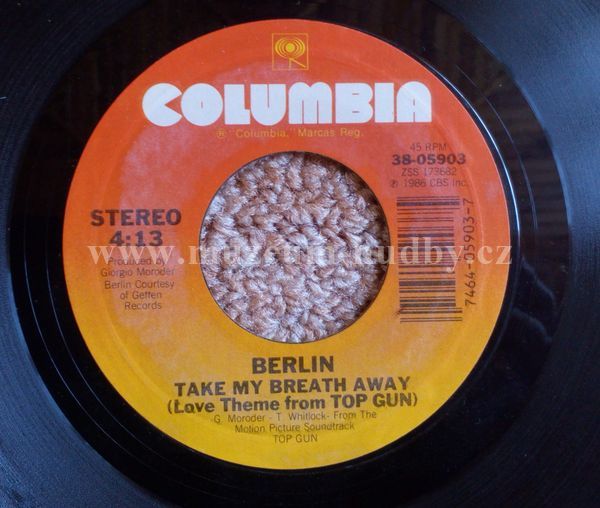 COLUMBIA
® Columbia, Marcas Reg.
45 RPM
38-05903
ZSS 173682
℗ 1986 CBS Inc.
STEREO
4:13
Produced by
Giorgio Moroder
Berlin Courtesy
of Geffen
Records
7464-05903-7
www.muzeum-hudby.cz
BERLIN
TAKE MY BREATH AWAY
(Love Theme from TOP GUN)
G. Moroder - T. Whitlock- From The
Motion Picture Soundtrack
TOP GUN